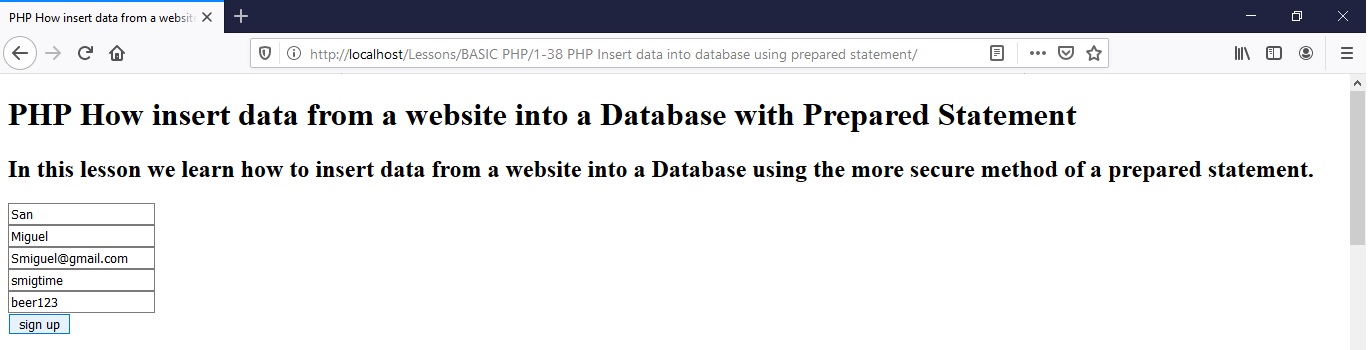 PHP How insert data from a websit
http://localhost/Lessons/BASIC PHP/1-38 PHP Insert data into database using prepared statement/
PHP How insert data from a website into a Database with Prepared Statement
In this lesson we learn how to insert data from a website into a Database using the more secure method of a prepared statement.
San
Miguel
Smiguel@gmail.com
smigtime
beer123
sign up